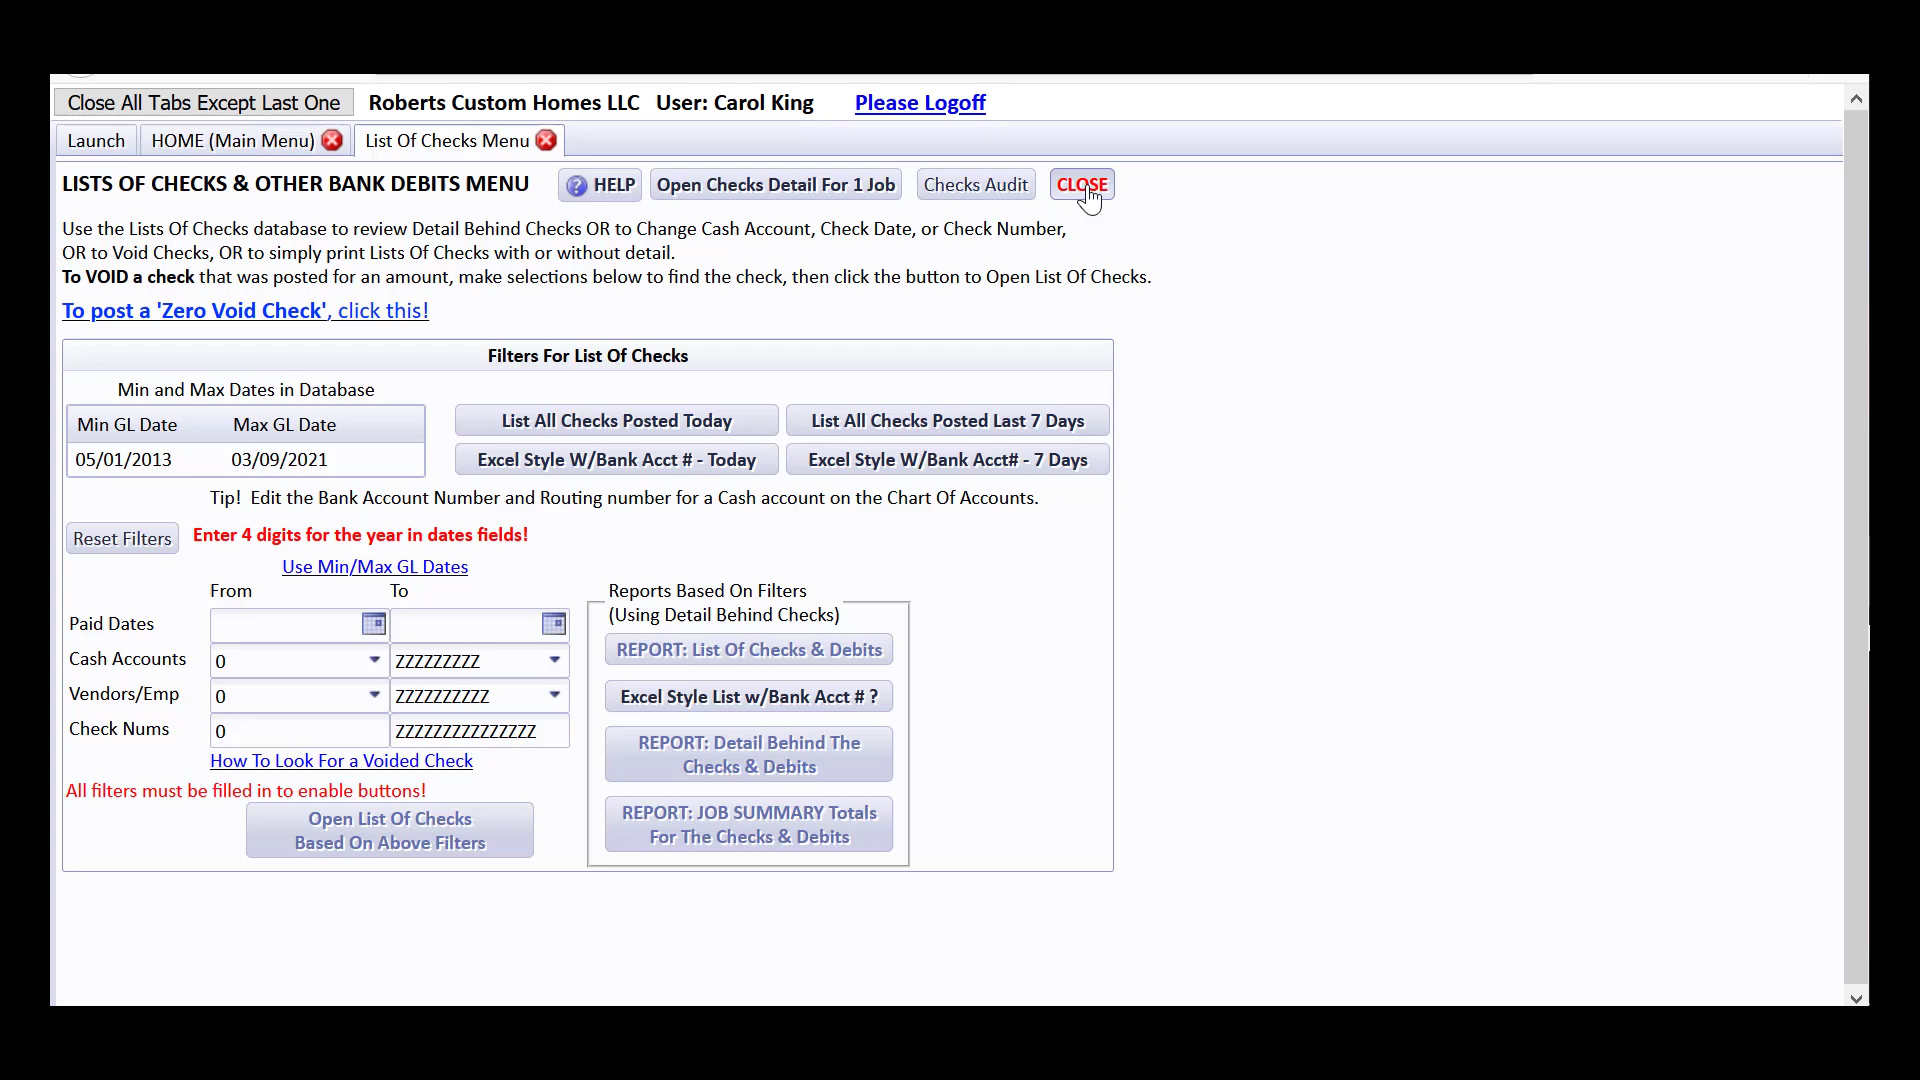 Close All Tabs Except Last One Roberts Custom Homes LLC User: Carol King Please Logoff
Launch HOME (Main Menu) List Of Checks Menu
LISTS OF CHECKS & OTHER BANK DEBITS MENU HELP Open Checks Detail For 1 Job Checks Audit CLOSE
Use the Lists Of Checks database to review Detail Behind Checks OR to Change Cash Account, Check Date, or Check Number,
OR to Void Checks, OR to simply print Lists Of Checks with or without detail.
To VOID a check that was posted for an amount, make selections below to find the check, then click the button to Open List Of Checks.
To post a 'Zero Void Check', click this!
Filters For List Of Checks
Min and Max Dates in Database
Min GL Date Max GL Date
05/01/2013 03/09/2021
List All Checks Posted Today List All Checks Posted Last 7 Days
Excel Style W/Bank Acct # - Today Excel Style W/Bank Acct# - 7 Days
Tip! Edit the Bank Account Number and Routing number for a Cash account on the Chart Of Accounts.
Reset Filters Enter 4 digits for the year in dates fields!
Use Min/Max GL Dates
From To
Paid Dates
Cash Accounts 0 ZZZZZZZZZ
Vendors/Emp 0 ZZZZZZZZZZ
Check Nums 0 ZZZZZZZZZZZZZZZ
How To Look For a Voided Check
All filters must be filled in to enable buttons!
Open List Of Checks
Based On Above Filters
Reports Based On Filters
(Using Detail Behind Checks)
REPORT: List Of Checks & Debits
Excel Style List w/Bank Acct # ?
REPORT: Detail Behind The
Checks & Debits
REPORT: JOB SUMMARY Totals
For The Checks & Debits